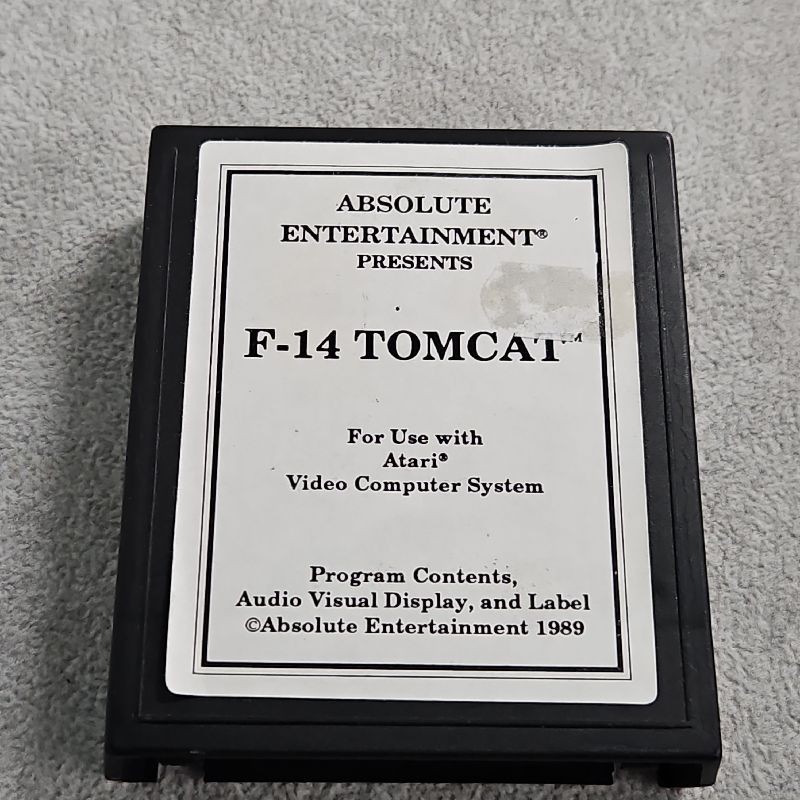 ABSOLUTE
ENTERTAINMENT®
PRESENTS
F-14 TOMCAT™
For Use with
Atari®
Video Computer System
Program Contents,
Audio Visual Display, and Label
©Absolute Entertainment 1989